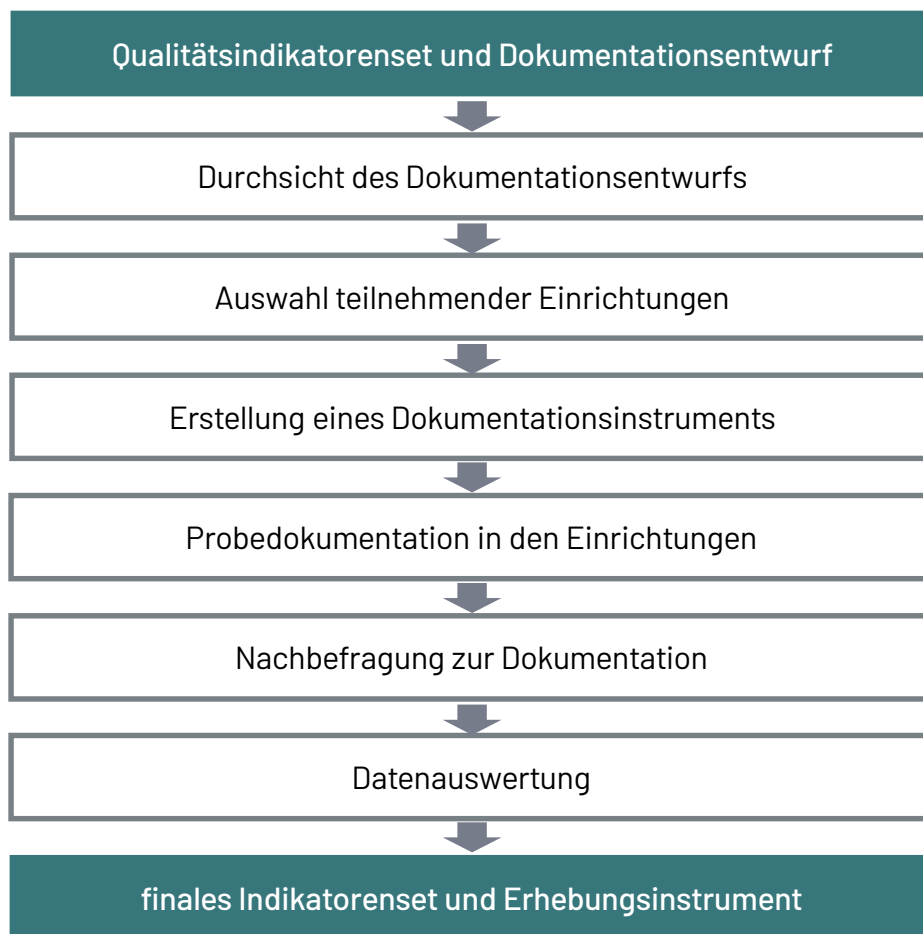 Qualitätsindikatorenset und Dokumentationsentwurf
Durchsicht des Dokumentationsentwurfs
Auswahl teilnehmender Einrichtungen
Erstellung eines Dokumentationsinstruments
Probedokumentation in den Einrichtungen
Nachbefragung zur Dokumentation
Datenauswertung
finales Indikatorenset und Erhebungsinstrument